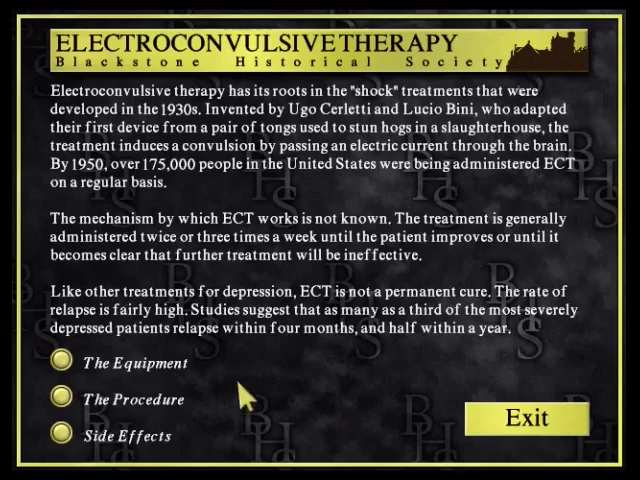 ELECTROCONVULSIVE THERAPY
Blackstone Historical Society
Electroconvulsive therapy has its roots in the "shock" treatments that were
developed in the 1930s. Invented by Ugo Cerletti and Lucio Bini, who adapted
their first device from a pair of tongs used to stun hogs in a slaughterhouse, the
treatment induces a convulsion by passing an electric current through the brain.
By 1950, over 175,000 people in the United States were being administered ECT
on a regular basis.
The mechanism by which ECT works is not known. The treatment is generally
administered twice or three times a week until the patient improves or until it
becomes clear that further treatment will be ineffective.
Like other treatments for depression, ECT is not a permanent cure. The rate of
relapse is fairly high. Studies suggest that as many as a third of the most severely
depressed patients relapse within four months, and half within a year.
The Equipment
The Procedure
Side Effects
Exit